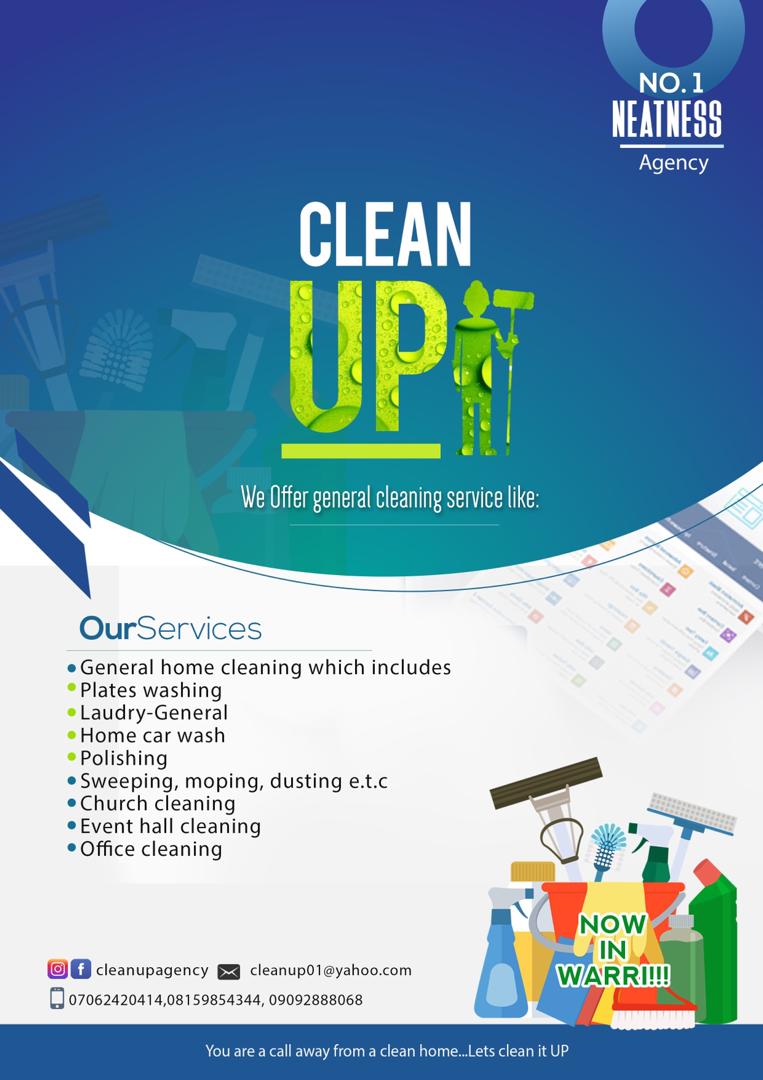 NO. 1
NEATNESS
Agency
CLEAN
UP
We Offer general cleaning service like:
OurServices
General home cleaning which includes
Plates washing
Laudry-General
Home car wash
Polishing
Sweeping, moping, dusting e.t.c
Church cleaning
Event hall cleaning
Office cleaning
NOW
IN
WARRI!!!
cleanupagency cleanup01@yahoo.com
07062420414,08159854344, 09092888068
You are a call away from a clean home...Lets clean it UP